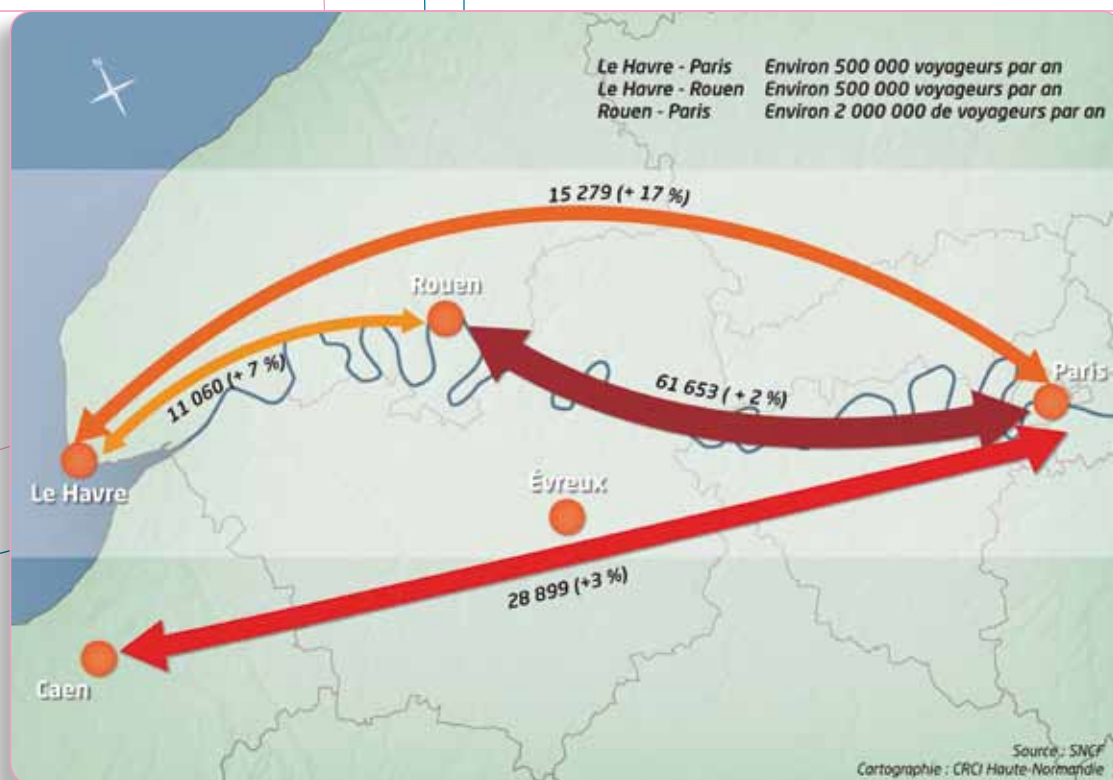 N
Le Havre - Paris Environ 500 000 voyageurs par an
Le Havre - Rouen Environ 500 000 voyageurs par an
Rouen - Paris Environ 2 000 000 de voyageurs par an
15 279 (+ 17 %)
Rouen
11 060 (+ 7 %)
61 653 (+ 2 %)
Paris
Le Havre
Évreux
28 899 (+3 %)
Caen
Source : SNCF
Cartographie : CRCI Haute-Normandie